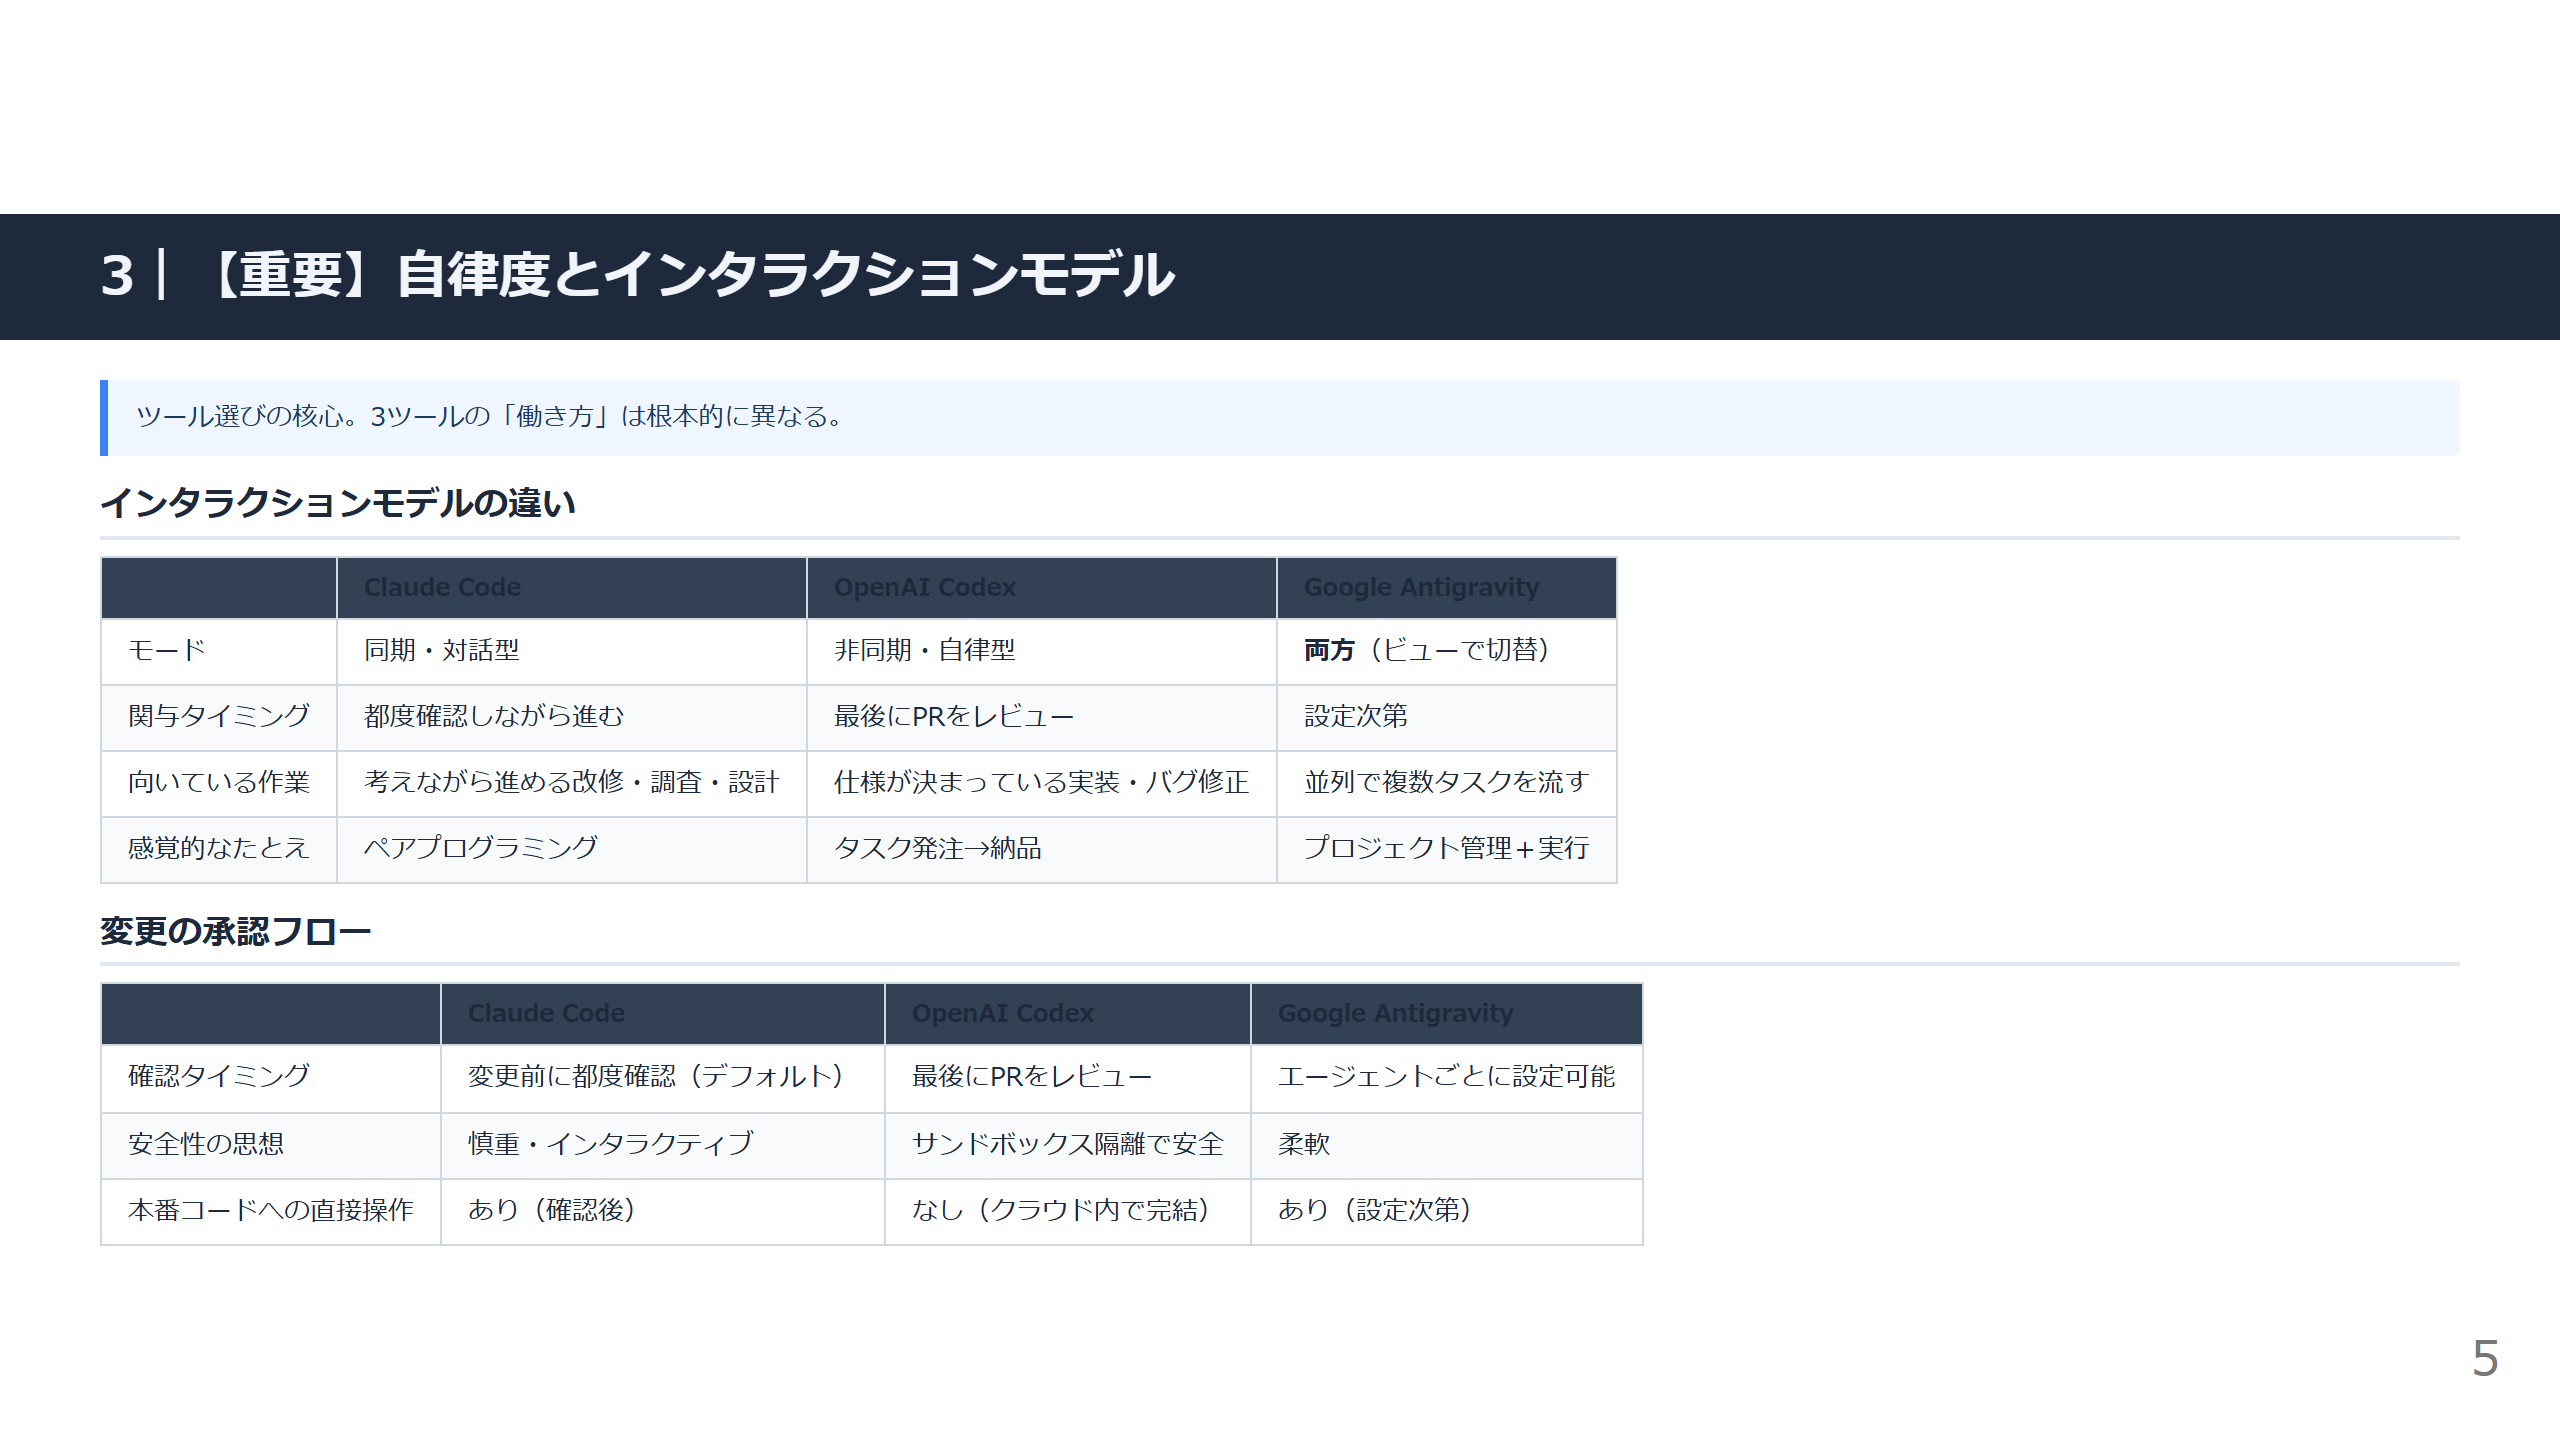 3｜【重要】自律度とインタラクションモデル
ツール選びの核心。3ツールの「働き方」は根本的に異なる。
インタラクションモデルの違い
Claude Code OpenAI Codex Google Antigravity
モード 同期・対話型 非同期・自律型 両方（ビューで切替）
関与タイミング 都度確認しながら進む 最後にPRをレビュー 設定次第
向いている作業 考えながら進める改修・調査・設計 仕様が決まっている実装・バグ修正 並列で複数タスクを流す
感覚的なたとえ ペアプログラミング タスク発注→納品 プロジェクト管理＋実行
変更の承認フロー
Claude Code OpenAI Codex Google Antigravity
確認タイミング 変更前に都度確認（デフォルト） 最後にPRをレビュー エージェントごとに設定可能
安全性の思想 慎重・インタラクティブ サンドボックス隔離で安全 柔軟
本番コードへの直接操作 あり（確認後） なし（クラウド内で完結） あり（設定次第）
5